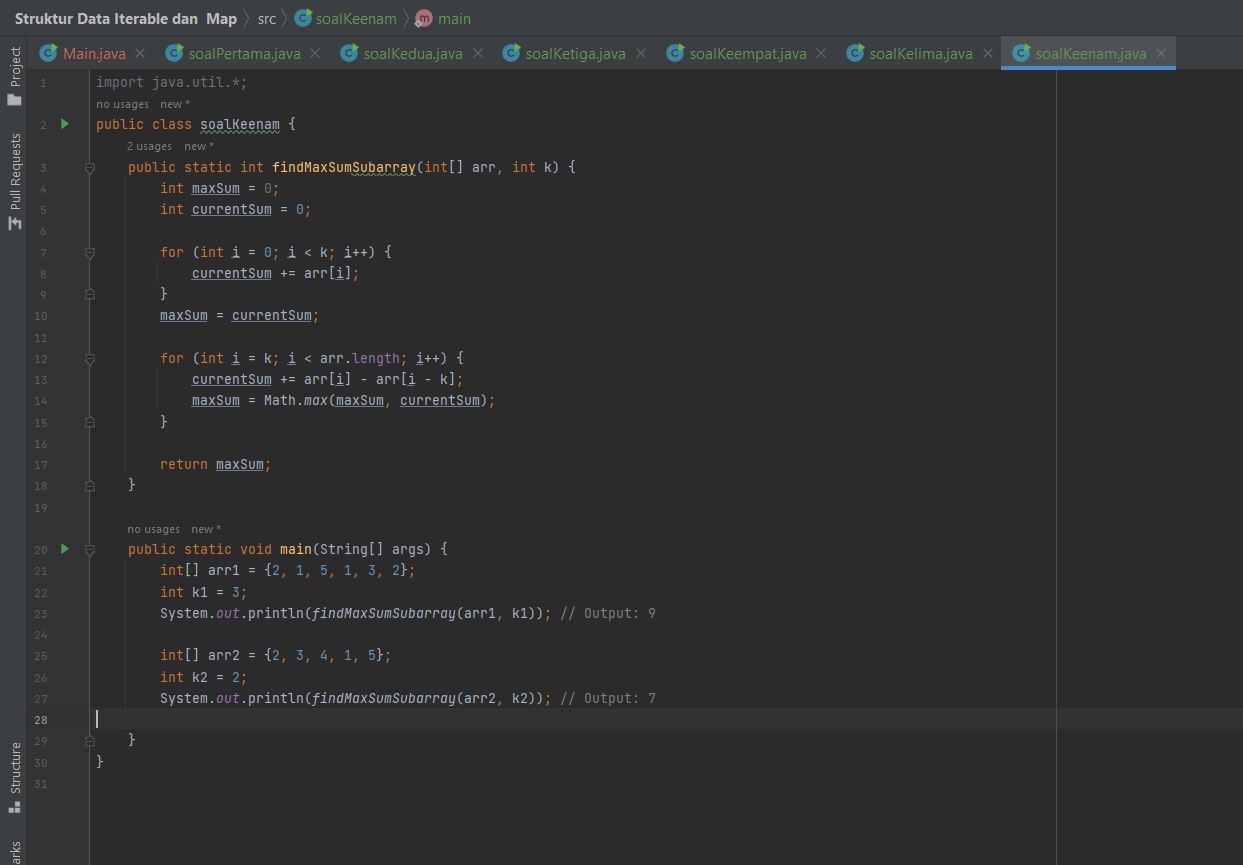 Struktur Data Iterable dan Map src soalKeenam main
Main.java soalPertama.java soalKedua.java soalKetiga.java soalKeempat.java soalKelima.java soalKeenam.java
Project
Pull Requests
Structure
arks
1 import java.util.*;
no usages new *
2 public class soalKeenam {
2 usages new *
3 public static int findMaxSumSubarray(int[] arr, int k) {
4 int maxSum = 0;
5 int currentSum = 0;
6
7 for (int i = 0; i < k; i++) {
8 currentSum += arr[i];
9 }
10 maxSum = currentSum;
11
12 for (int i = k; i < arr.length; i++) {
13 currentSum += arr[i] - arr[i - k];
14 maxSum = Math.max(maxSum, currentSum);
15 }
16
17 return maxSum;
18 }
19
no usages new *
20 public static void main(String[] args) {
21 int[] arr1 = {2, 1, 5, 1, 3, 2};
22 int k1 = 3;
23 System.out.println(findMaxSumSubarray(arr1, k1)); // Output: 9
24
25 int[] arr2 = {2, 3, 4, 1, 5};
26 int k2 = 2;
27 System.out.println(findMaxSumSubarray(arr2, k2)); // Output: 7
28
29 }
30 }
31